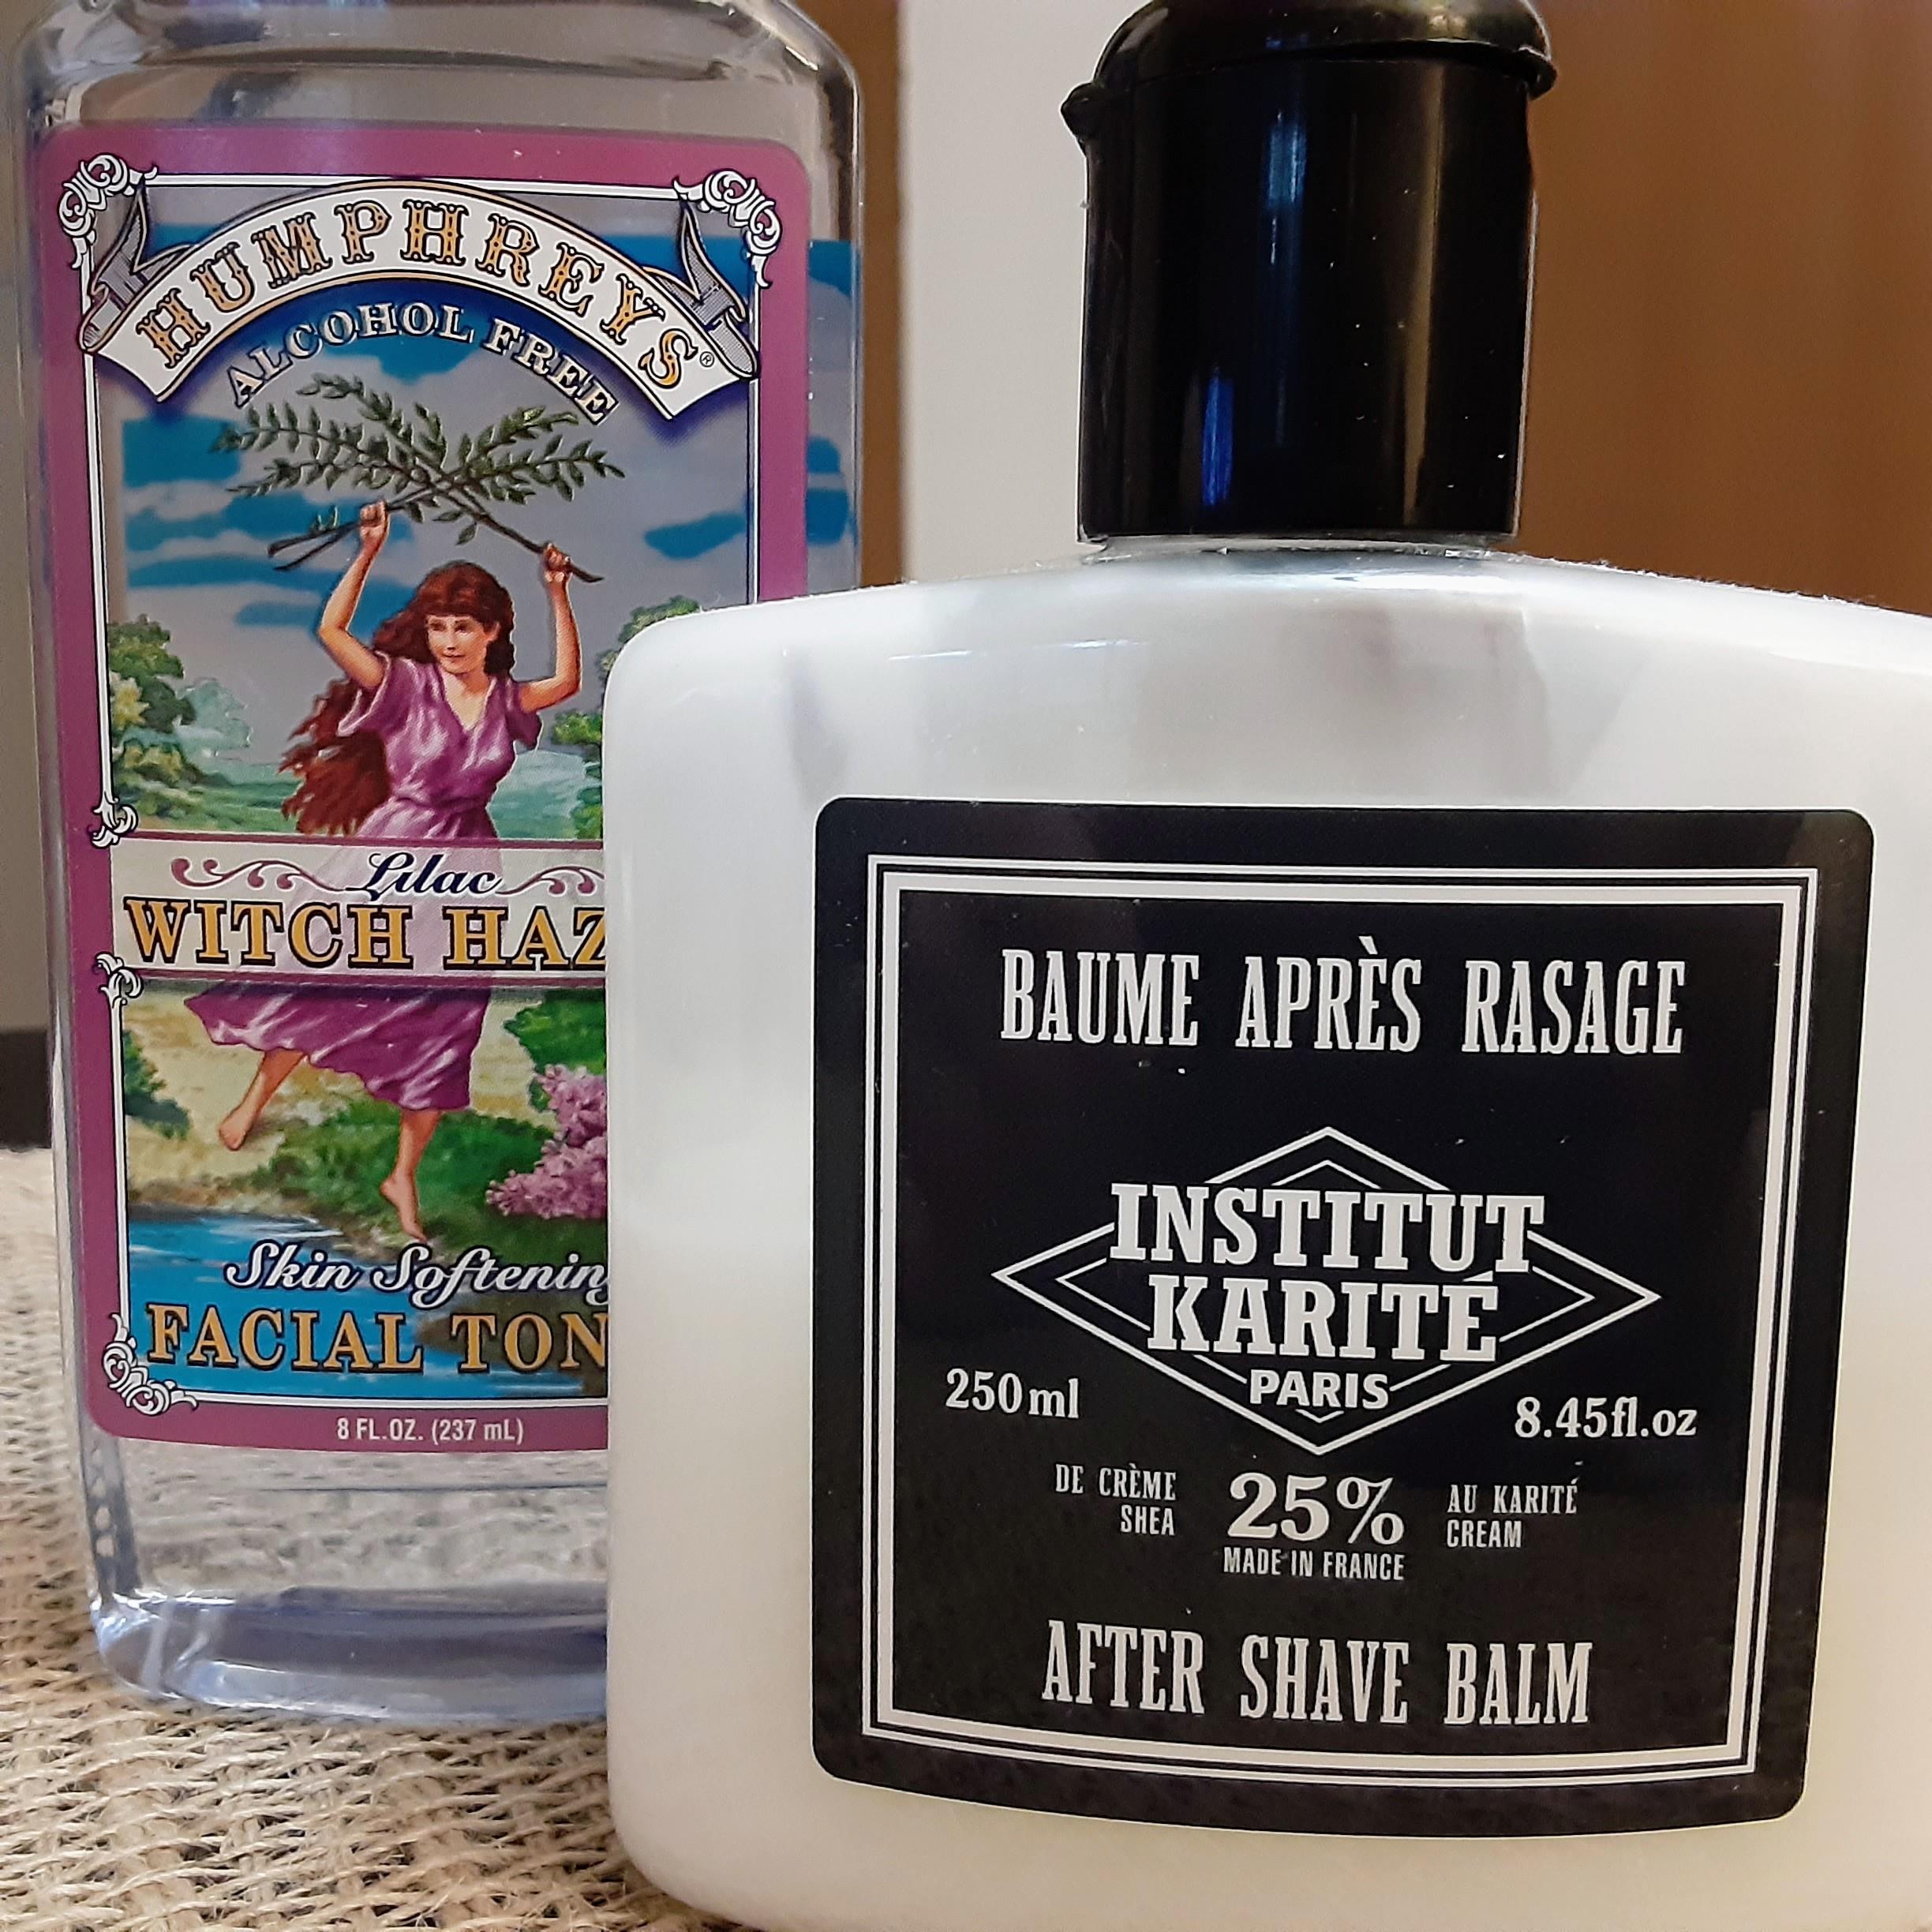 HUMPHREYS®
ALCOHOL FREE
Lilac
WITCH HAZ
Skin Softening
FACIAL TON
8 FL.OZ. (237 mL)
BAUME APRÈS RASAGE
INSTITUT
KARITÉ
PARIS
250ml
8.45fl.oz
DE CRÈME
SHEA
25%
AU KARITÉ
CREAM
MADE IN FRANCE
AFTER SHAVE BALM